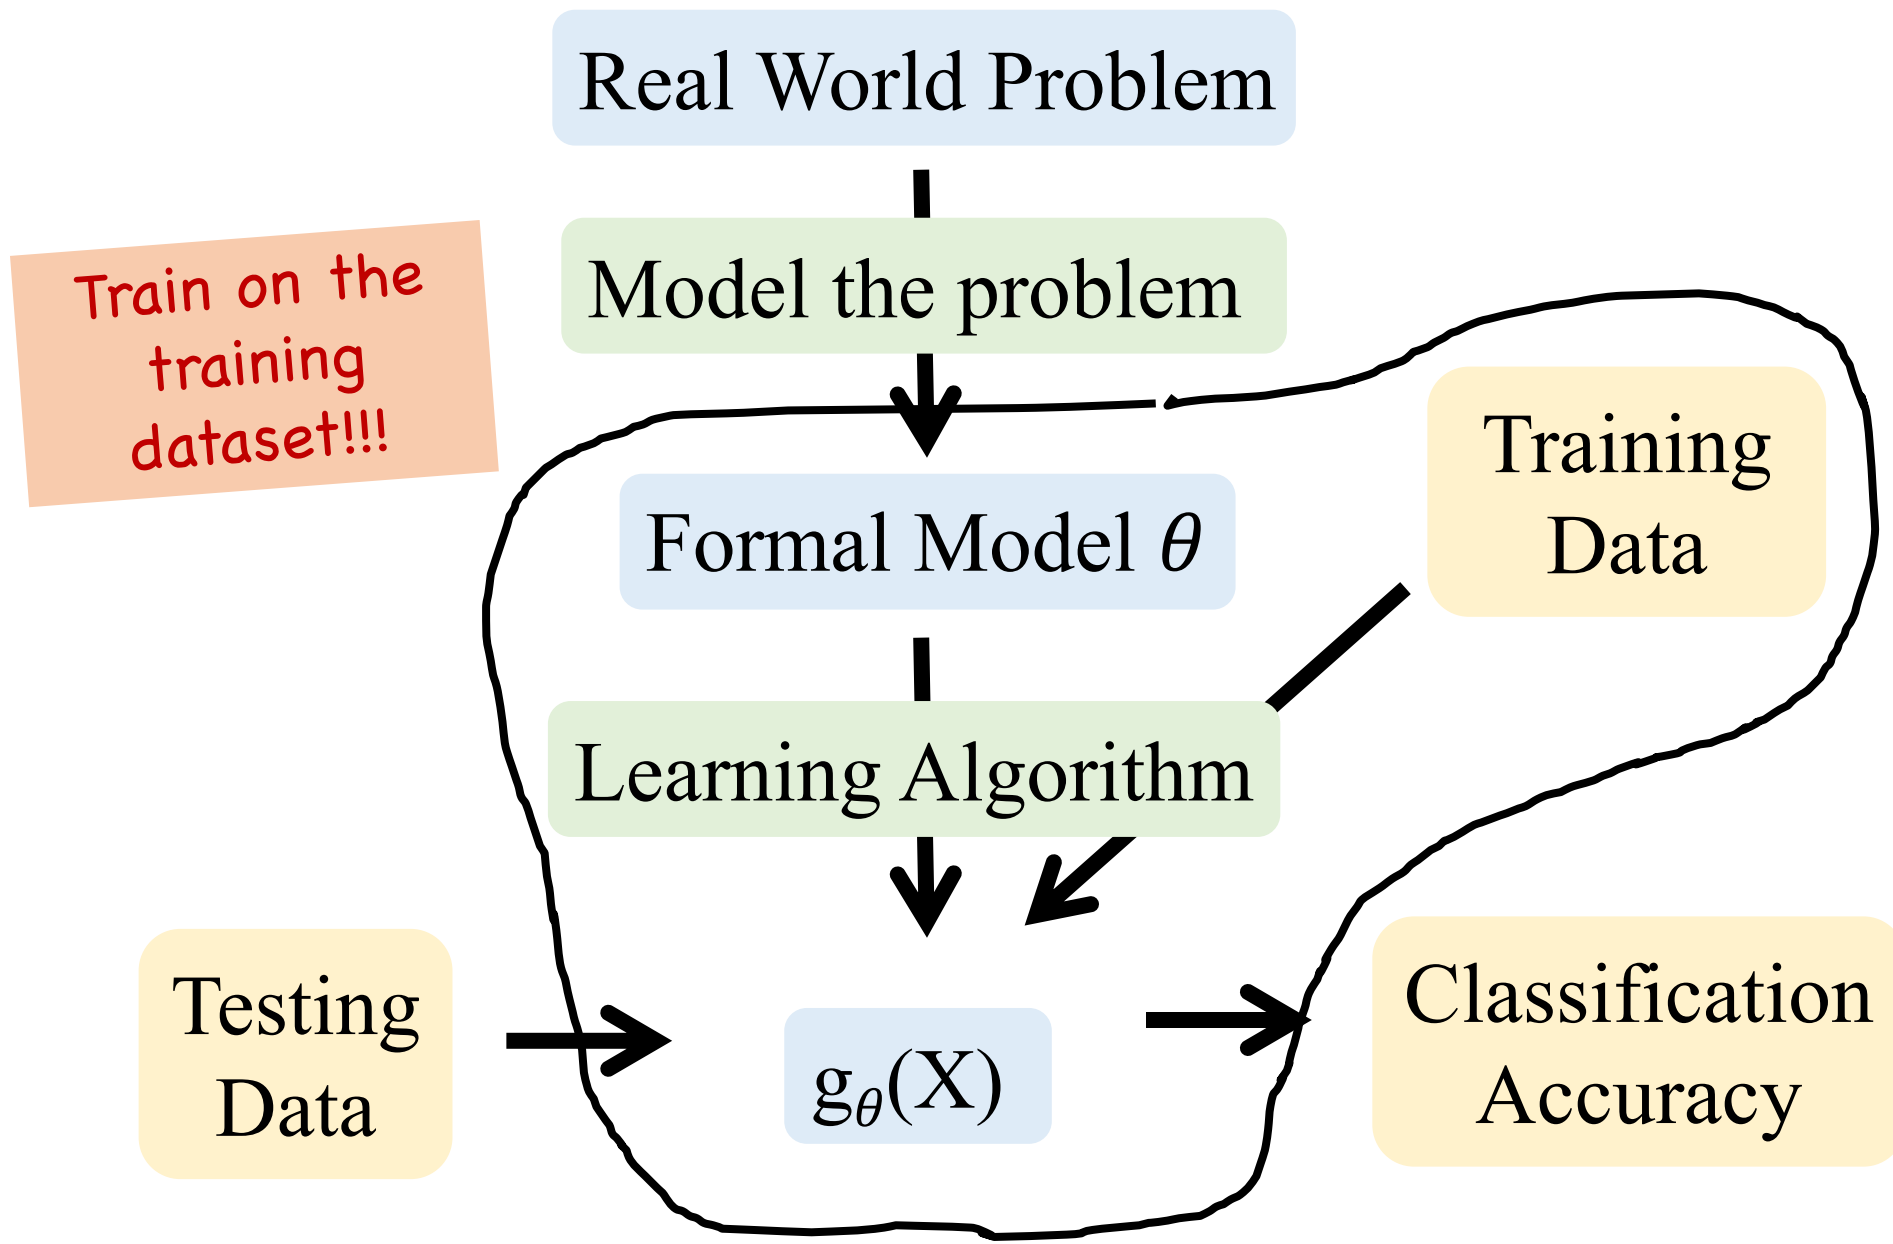 Real World Problem
Model the problem
Train on the
training
dataset!!!
Training
Data
Formal Model θ
Learning Algorithm
Testing
Data
g_θ(X)
Classification
Accuracy